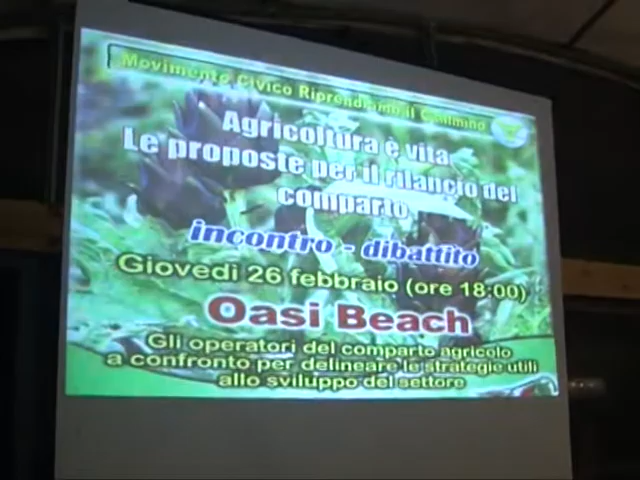 Movimento Civico Riprendiamo il Cammino
Agricoltura è vita
Le proposte per il rilancio del
comparto
incontro - dibattito
Giovedì 26 febbraio (ore 18:00)
Oasi Beach
Gli operatori del comparto agricolo
a confronto per delineare le strategie utili
allo sviluppo del settore